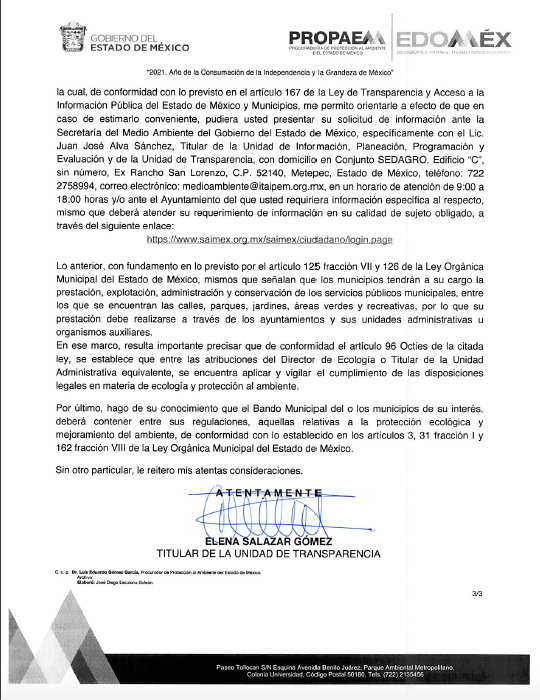 GOBIERNO DEL
ESTADO DE MÉXICO
PROPAEM
PROCURADURÍA DE PROTECCIÓN AL AMBIENTE
DEL ESTADO DE MÉXICO
EDOMÉX
DECISIONES FIRMES, RESULTADOS FUERTES.
"2021. Año de la Consumación de la Independencia y la Grandeza de México"
la cual, de conformidad con lo previsto en el artículo 167 de la Ley de Transparencia y Acceso a la
Información Pública del Estado de México y Municipios, me permito orientarle a efecto de que en
caso de estimarlo conveniente, pudiera usted presentar su solicitud de información ante la
Secretaría del Medio Ambiente del Gobierno del Estado de México, específicamente con el Lic.
Juan José Alva Sánchez, Titular de la Unidad de Información, Planeación, Programación y
Evaluación y de la Unidad de Transparencia, con domicilio en Conjunto SEDAGRO, Edificio "C",
sin número, Ex Rancho San Lorenzo, C.P. 52140, Metepec, Estado de México, teléfono: 722
2758994, correo electrónico: medioambiente@itaipem.org.mx, en un horario de atención de 9:00 a
18:00 horas y/o ante el Ayuntamiento del que usted requiriera información específica al respecto,
mismo que deberá atender su requerimiento de información en su calidad de sujeto obligado, a
través del siguiente enlace:
https://www.saimex.org.mx/saimex/ciudadano/login.page
Lo anterior, con fundamento en lo previsto por el artículo 125 fracción VII y 126 de la Ley Orgánica
Municipal del Estado de México, mismos que señalan que los municipios tendrán a su cargo la
prestación, explotación, administración y conservación de los servicios públicos municipales, entre
los que se encuentran las calles, parques, jardines, áreas verdes y recreativas, por lo que su
prestación debe realizarse a través de los ayuntamientos y sus unidades administrativas u
organismos auxiliares.
En ese marco, resulta importante precisar que de conformidad el artículo 96 Octies de la citada
ley, se establece que entre las atribuciones del Director de Ecología o Titular de la Unidad
Administrativa equivalente, se encuentra aplicar y vigilar el cumplimiento de las disposiciones
legales en materia de ecología y protección al ambiente.
Por último, hago de su conocimiento que el Bando Municipal del o los municipios de su interés,
deberá contener entre sus regulaciones, aquellas relativas a la protección ecológica y
mejoramiento del ambiente, de conformidad con lo establecido en los artículos 3, 31 fracción I y
162 fracción VIII de la Ley Orgánica Municipal del Estado de México.
Sin otro particular, le reitero mis atentas consideraciones.
ATENTAMENTE
ELENA SALAZAR GÓMEZ
TITULAR DE LA UNIDAD DE TRANSPARENCIA
C. c. p. Dr. Luis Eduardo Gómez García, Procurador de Protección al Ambiente del Estado de México.
Archivo
Elaboró: José Diego Escalona
3/3
Paseo Tollocan S/N Esquina Avenida Benito Juárez, Parque Ambiental Metropolitano,
Colonia Universidad, Código Postal 50180. Tels. (722) 2135456